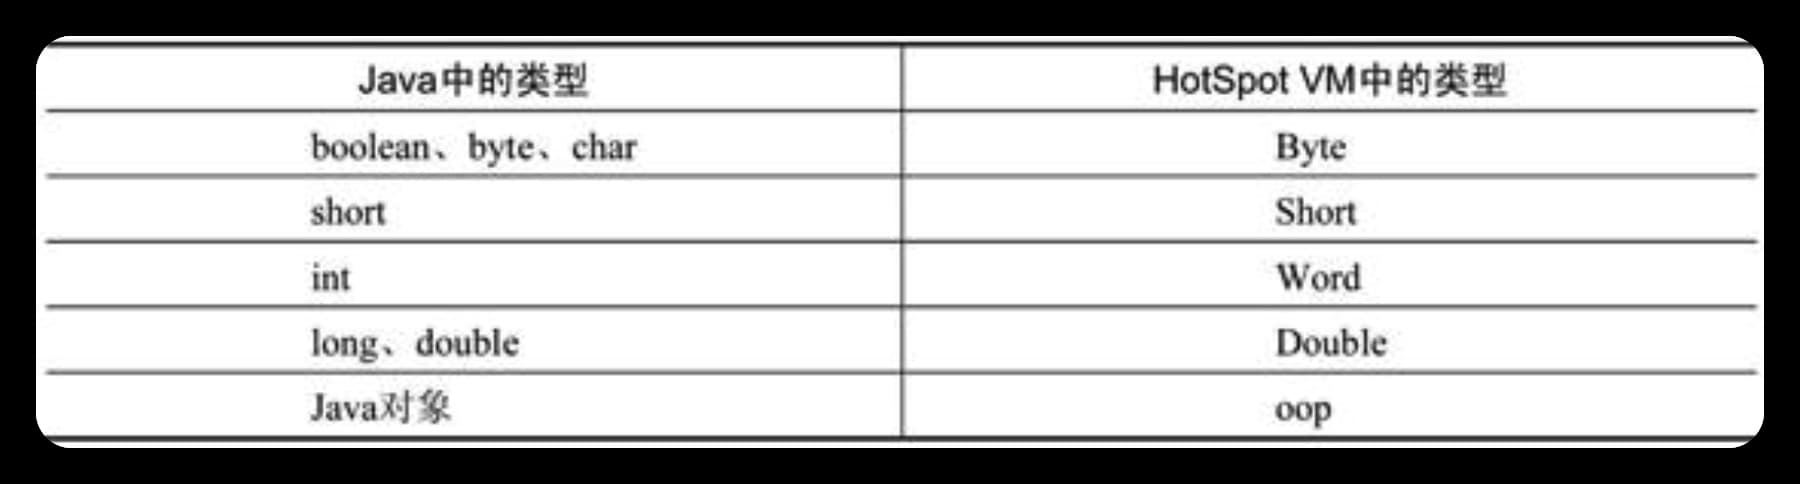 Java中的类型 HotSpot VM中的类型
boolean、byte、char Byte
short Short
int Word
long、double Double
Java对象 oop